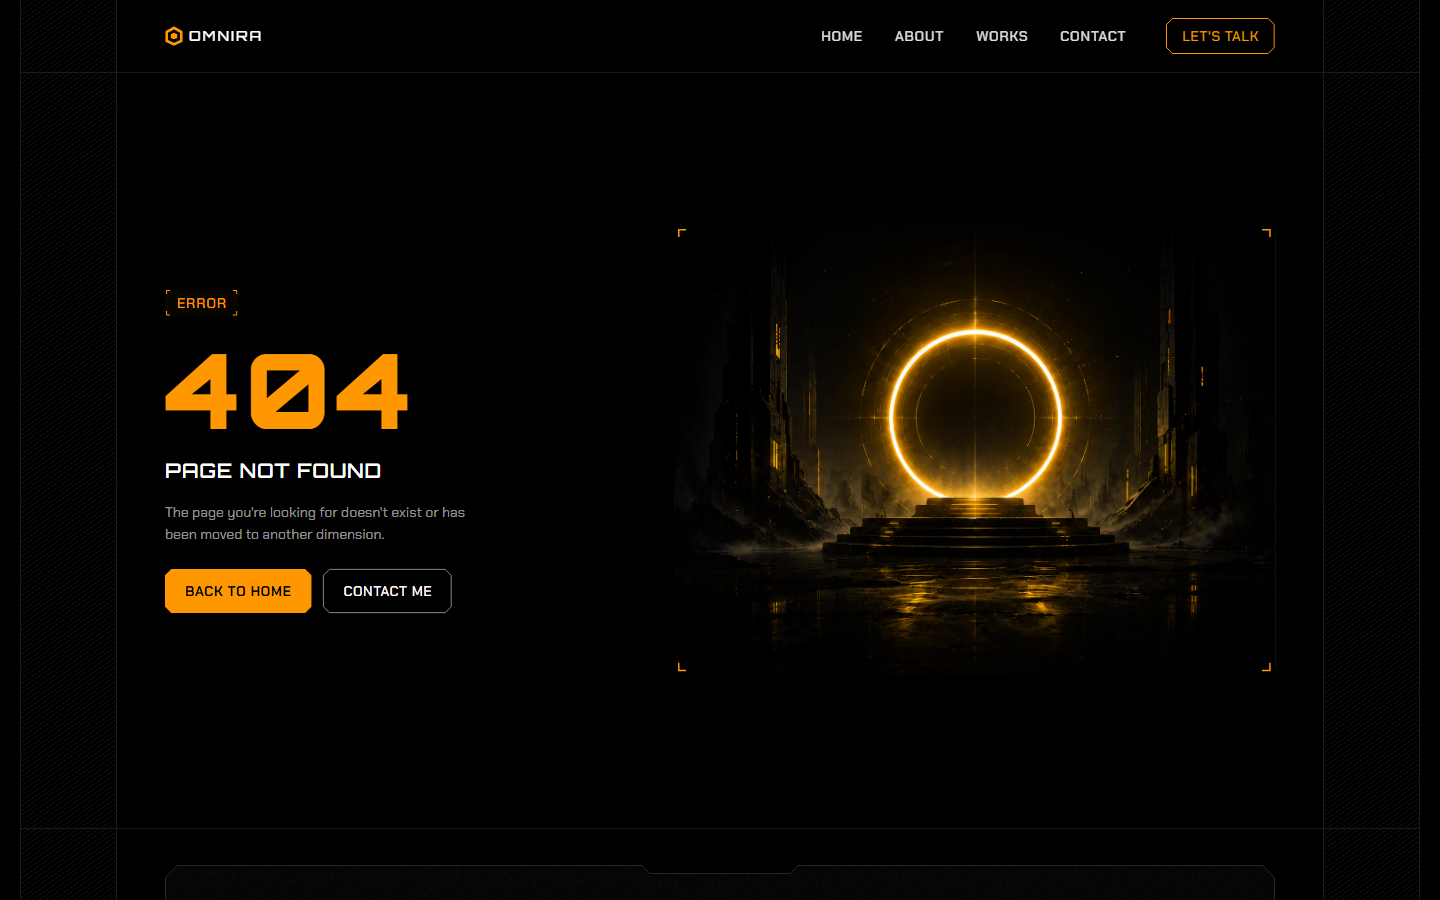 OMNIRA
HOME
ABOUT
WORKS
CONTACT
LET'S TALK
ERROR
404
PAGE NOT FOUND
The page you're looking for doesn't exist or has
been moved to another dimension.
BACK TO HOME
CONTACT ME